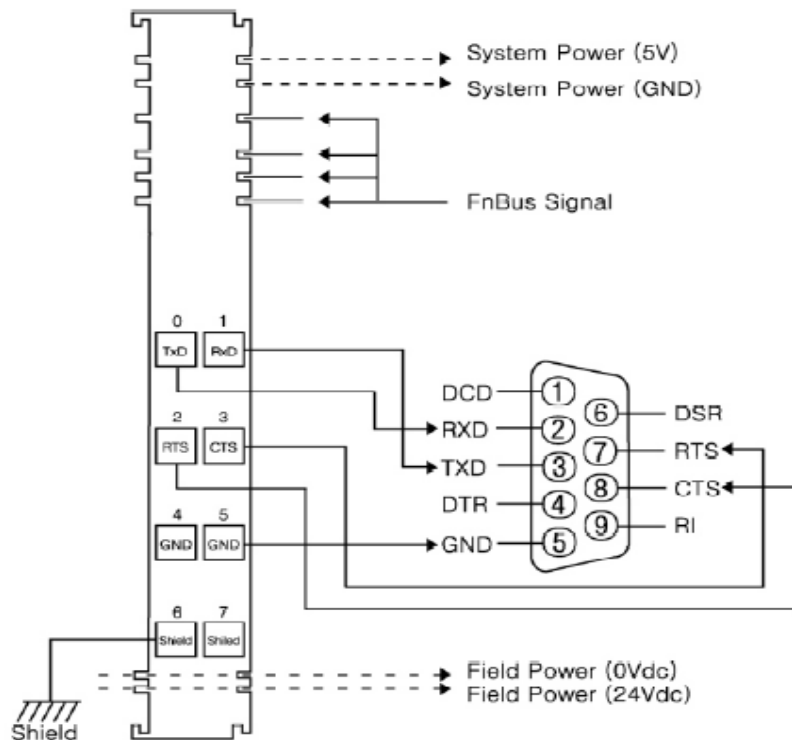 System Power (5V)
System Power (GND)
FnBus Signal
0 1
TxD RxD
2 3
RTS CTS
4 5
GND GND
6 7
Shield Shiled
Shield
DCD 1
RXD 2
TXD 3
DTR 4
GND 5
6 DSR
7 RTS
8 CTS
9 RI
Field Power (0Vdc)
Field Power (24Vdc)